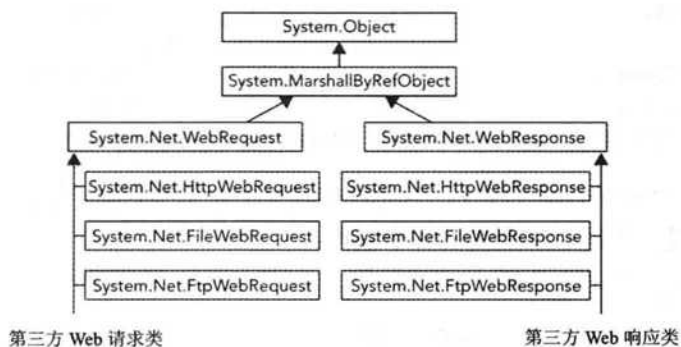 System.Object
System.MarshallByRefObject
System.Net.WebRequest
System.Net.WebResponse
System.Net.HttpWebRequest
System.Net.HttpWebResponse
System.Net.FileWebRequest
System.Net.FileWebResponse
System.Net.FtpWebRequest
System.Net.FtpWebResponse
第三方 Web 请求类
第三方 Web 响应类